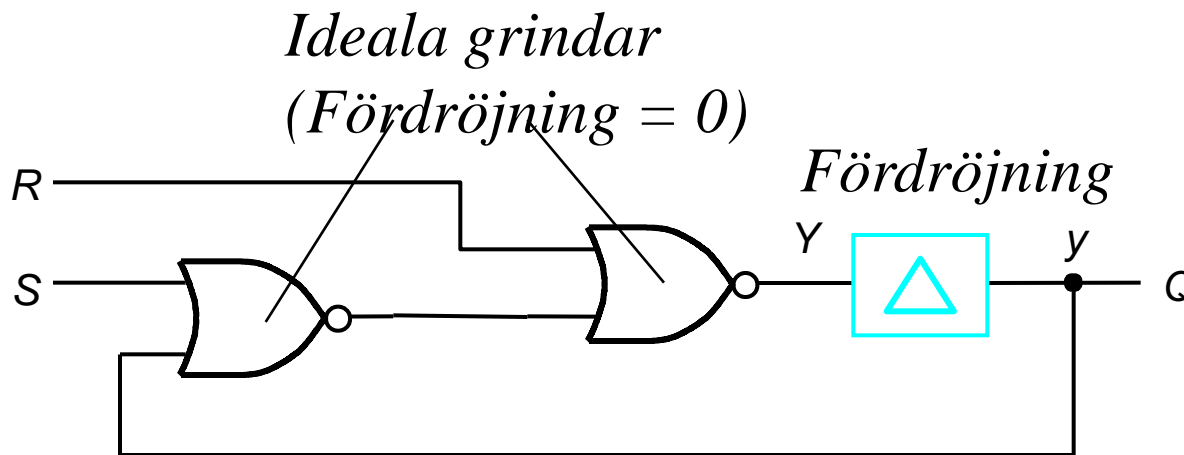 Ideala grindar
(Fördröjning = 0)
Fördröjning
R
Y
y
S
Q